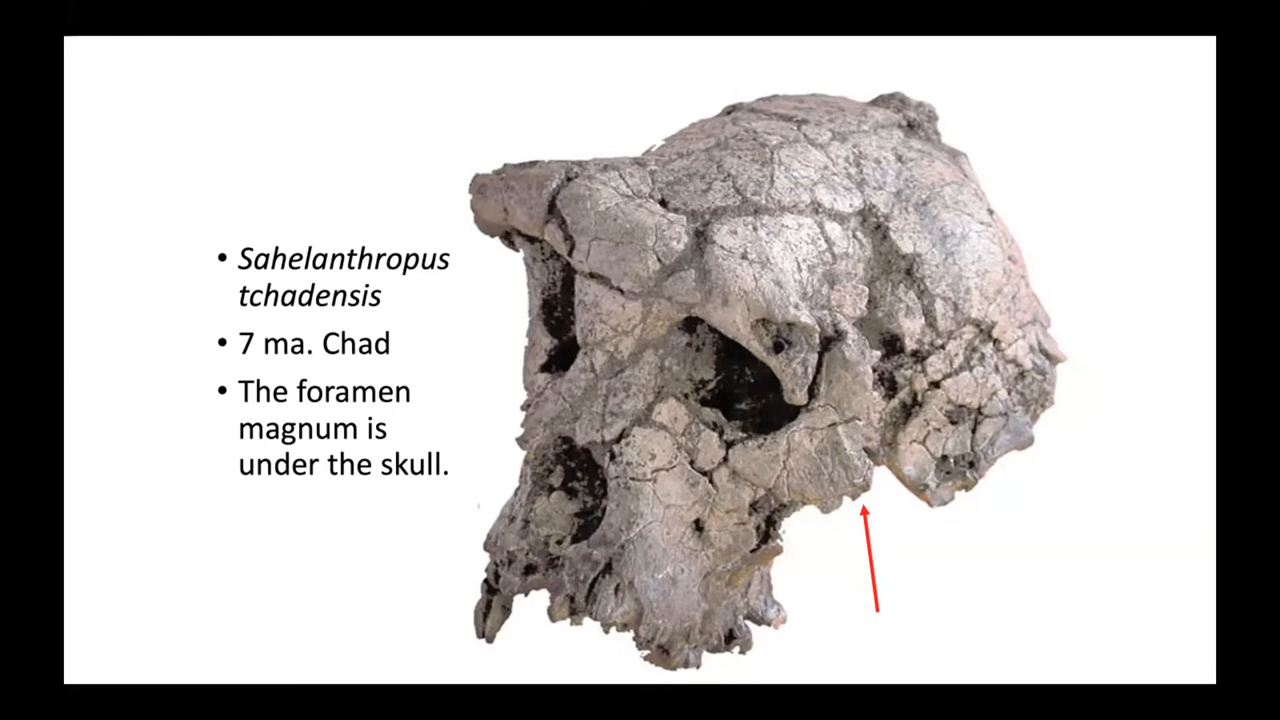 • Sahelanthropus
tchadensis
• 7 ma. Chad
• The foramen
magnum is
under the skull.